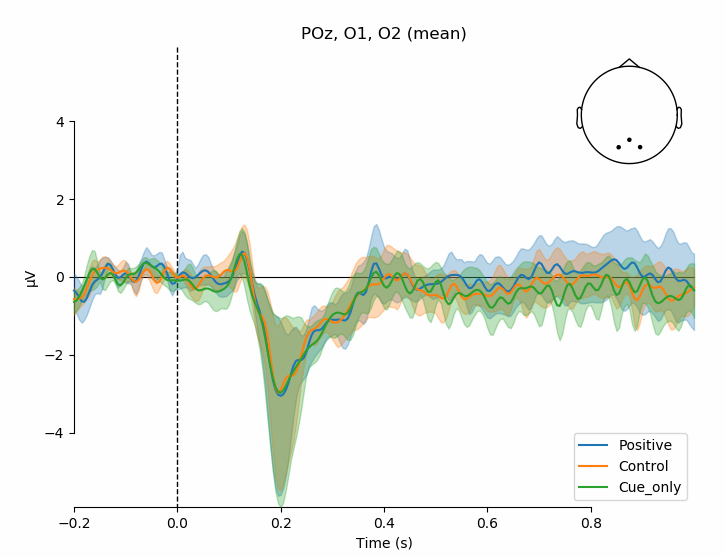 POz, O1, O2 (mean)
4
2
0
−2
−4
µV
Positive
Control
Cue_only
−0.2 0.0 0.2 0.4 0.6 0.8
Time (s)